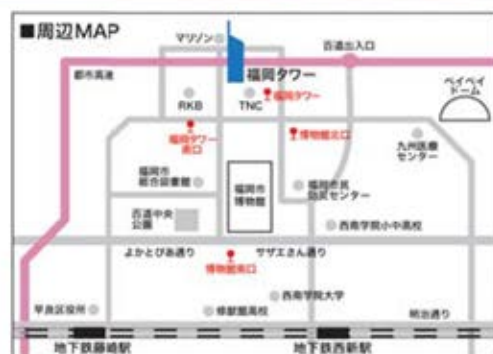 ■周辺MAP
マリゾン
百道出入口
福岡タワー
都市高速
ペイペイ
ドーム
RKB
TNC
福岡タワー
福岡タワー
南口
博物館北口
九州医療
センター
福岡市
総合図書館
福岡市
博物館
福岡市民
防災センター
百道中央
公園
西南学院小中高校
よかとぴあ通り
サザエさん通り
博物館南口
西南学院大学
早良区役所
修猷館高校
明治通り
地下鉄藤崎駅
地下鉄西新駅